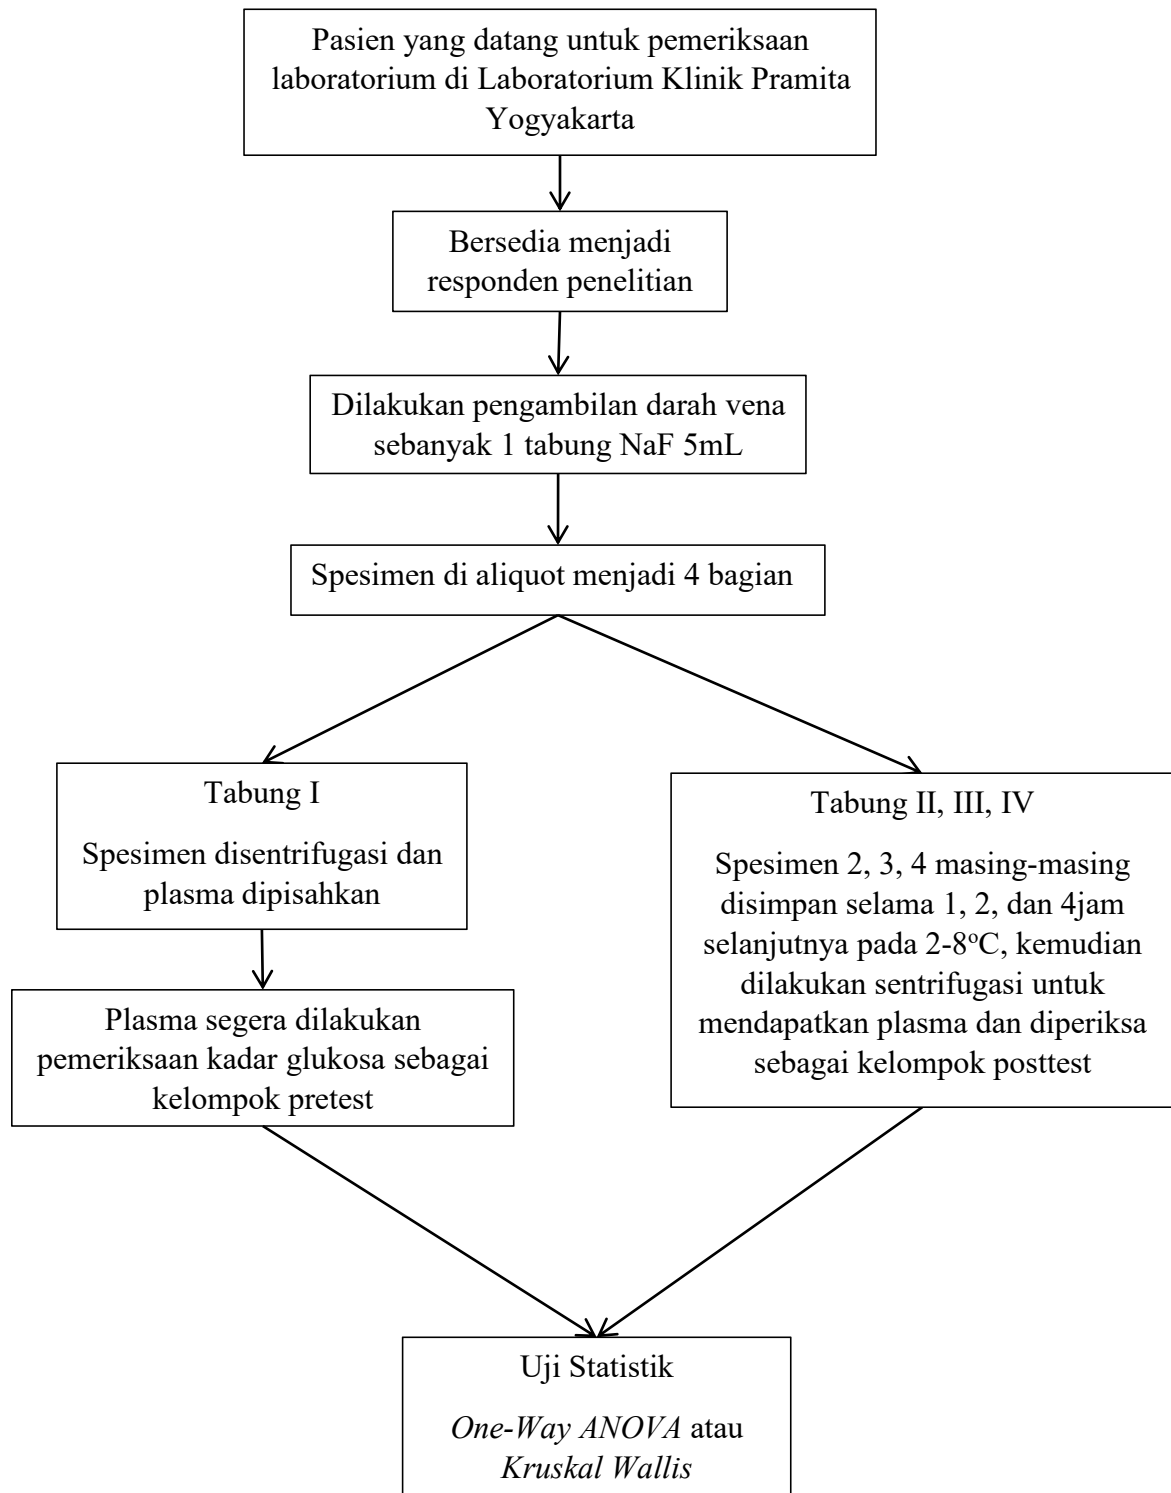 Pasien yang datang untuk pemeriksaan
laboratorium di Laboratorium Klinik Pramita
Yogyakarta
Bersedia menjadi
responden penelitian
Dilakukan pengambilan darah vena
sebanyak 1 tabung NaF 5mL
Spesimen di aliquot menjadi 4 bagian
Tabung I
Spesimen disentrifugasi dan
plasma dipisahkan
Plasma segera dilakukan
pemeriksaan kadar glukosa sebagai
kelompok pretest
Tabung II, III, IV
Spesimen 2, 3, 4 masing-masing
disimpan selama 1, 2, dan 4jam
selanjutnya pada 2-8°C, kemudian
dilakukan sentrifugasi untuk
mendapatkan plasma dan diperiksa
sebagai kelompok posttest
Uji Statistik
One-Way ANOVA atau
Kruskal Wallis